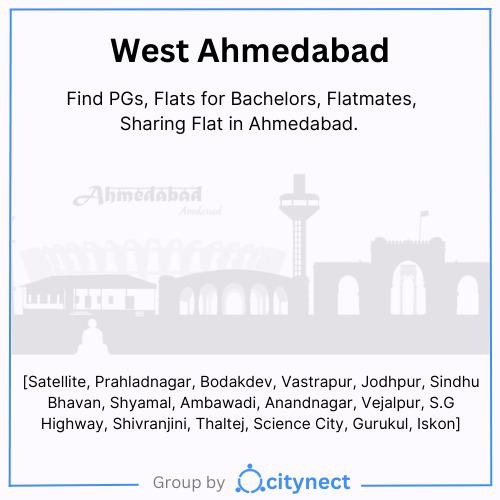 West Ahmedabad
Find PGs, Flats for Bachelors, Flatmates,
Sharing Flat in Ahmedabad.
Ahmedabad
Amdavad
[Satellite, Prahladnagar, Bodakdev, Vastrapur, Jodhpur, Sindhu
Bhavan, Shyamal, Ambawadi, Anandnagar, Vejalpur, S.G
Highway, Shivranjini, Thaltej, Science City, Gurukul, Iskon]
Group by citynect